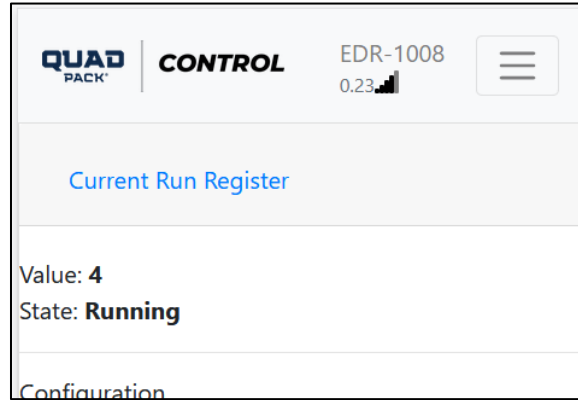 QUAD
PACK
CONTROL
EDR-1008
0.23
Current Run Register
Value: 4
State: Running
Configuration